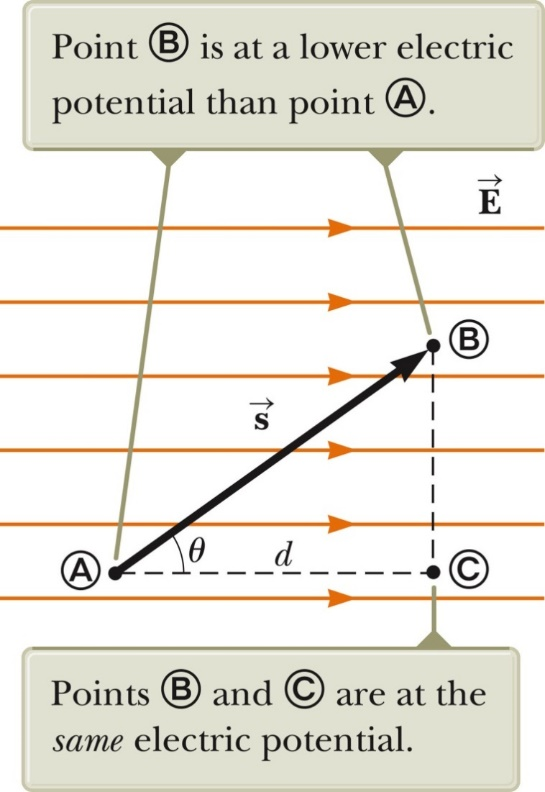 Point Ⓑ is at a lower electric
potential than point Ⓐ.
E⃗
Ⓑ
s⃗
Ⓐ θ d Ⓒ
Points Ⓑ and Ⓒ are at the
same electric potential.